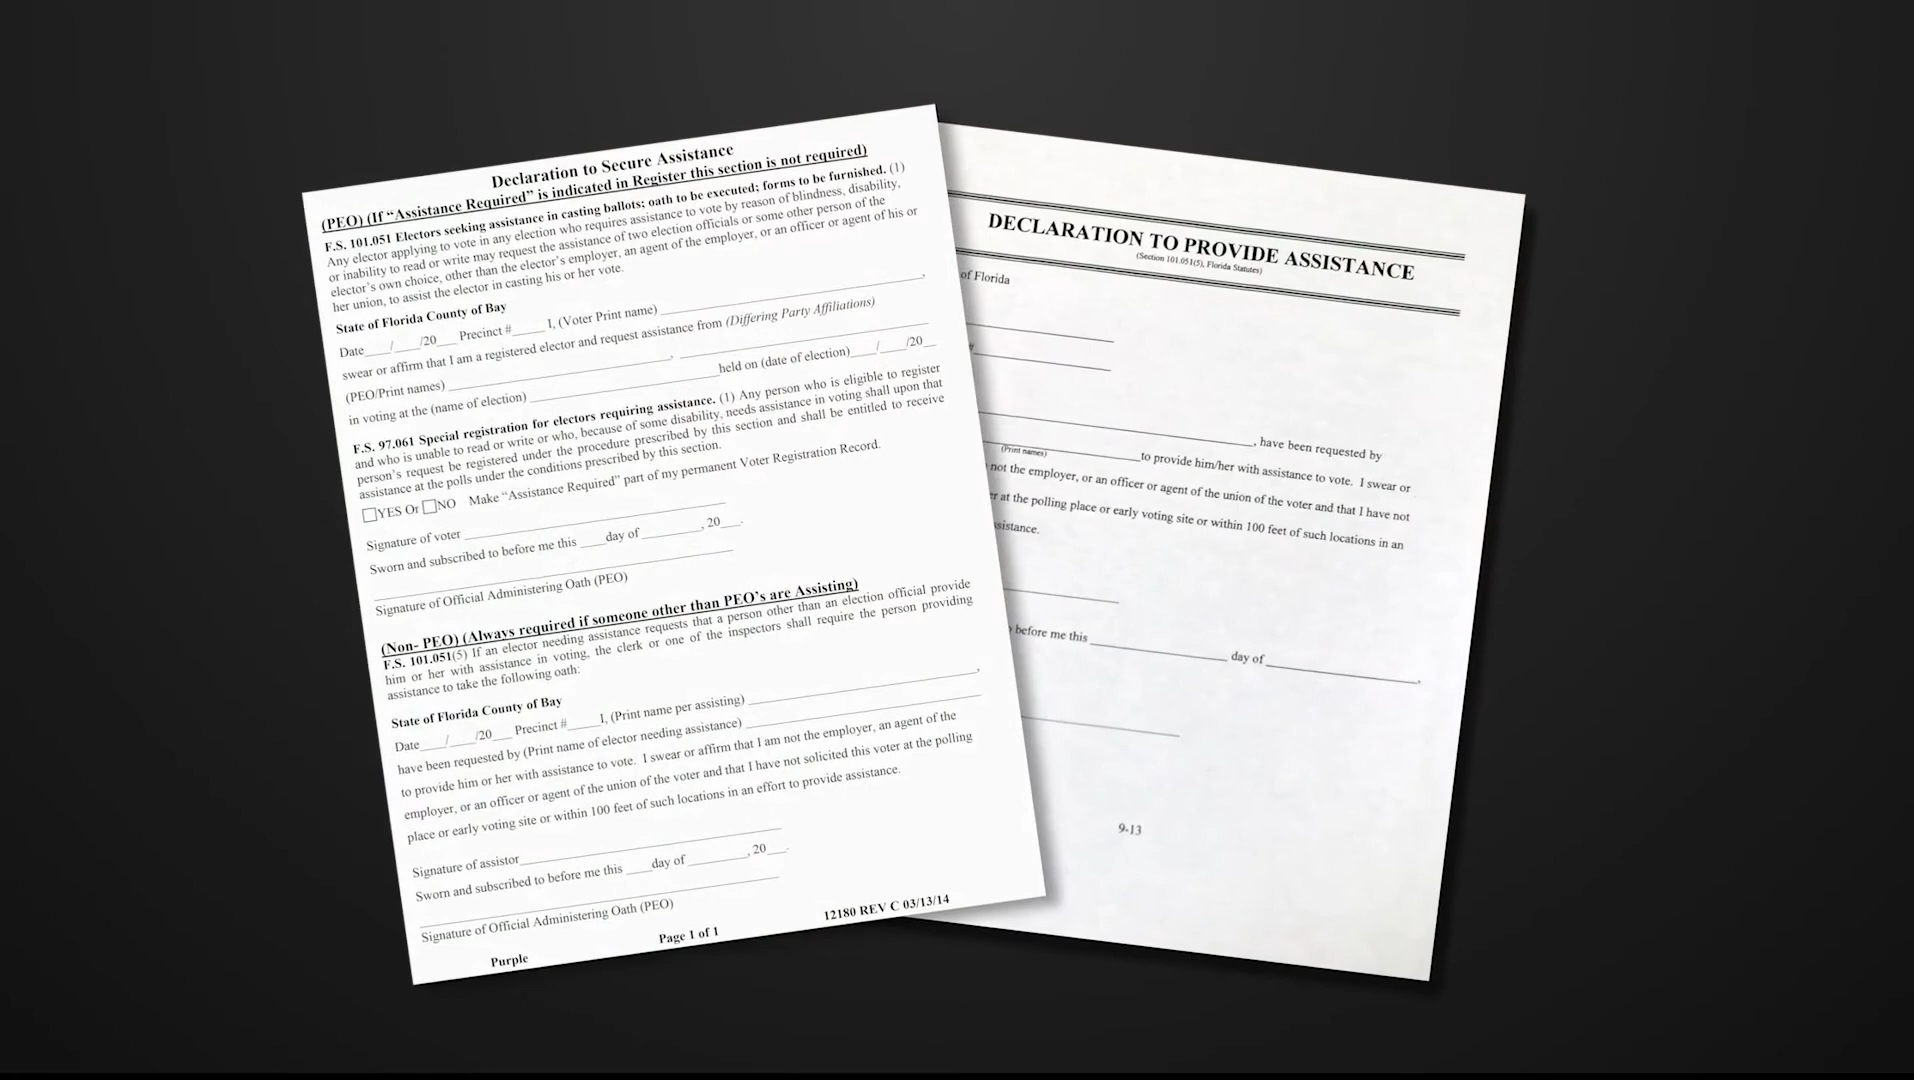 Declaration to Secure Assistance
(PEO) (If “Assistance Required” is indicated in Register this section is not required)
F.S. 101.051 Electors seeking assistance in casting ballots; oath to be executed; forms to be furnished. (1)
Any elector applying to vote in any election who requires assistance to vote by reason of blindness, disability,
or inability to read or write may request the assistance of two election officials or some other person of the
elector’s own choice, other than the elector’s employer, an agent of the employer, or an officer or agent of his or
her union, to assist the elector in casting his or her vote.
State of Florida County of Bay
Date____/____/20___ Precinct #_____ I, (Voter Print name) ________________________________________,
swear or affirm that I am a registered elector and request assistance from (Differing Party Affiliations)
(PEO/Print names) __________________________________, ______________________________________
in voting at the (name of election) _____________________________held on (date of election)____/____/20__
F.S. 97.061 Special registration for electors requiring assistance. (1) Any person who is eligible to register
and who is unable to read or write or who, because of some disability, needs assistance in voting shall upon that
person’s request be registered under the procedure prescribed by this section and shall be entitled to receive
assistance at the polls under the conditions prescribed by this section.
☐YES Or ☐NO Make “Assistance Required” part of my permanent Voter Registration Record.
Signature of voter ________________________________________
Sworn and subscribed to before me this ____day of _________, 20___.
Signature of Official Administering Oath (PEO)
(Non- PEO) (Always required if someone other than PEO’s are Assisting)
F.S. 101.051(5) If an elector needing assistance requests that a person other than an election official provide
him or her with assistance in voting, the clerk or one of the inspectors shall require the person providing
assistance to take the following oath:
State of Florida County of Bay
Date____/____/20___ Precinct #_____I, (Print name per assisting) ___________________________________,
have been requested by (Print name of elector needing assistance) ____________________________________
to provide him or her with assistance to vote. I swear or affirm that I am not the employer, an agent of the
employer, or an officer or agent of the union of the voter and that I have not solicited this voter at the polling
place or early voting site or within 100 feet of such locations in an effort to provide assistance.
Signature of assistor________________________________________
Sworn and subscribed to before me this ____day of _________, 20___.
Signature of Official Administering Oath (PEO)
12180 REV C 03/13/14
Page 1 of 1
Purple
DECLARATION TO PROVIDE ASSISTANCE
(Section 101.051(5), Florida Statutes)
of Florida
#____________________
________________________________________, have been requested by
(Print names)
______________________to provide him/her with assistance to vote. I swear or
not the employer, or an officer or agent of the union of the voter and that I have not
at the polling place or early voting site or within 100 feet of such locations in an
before me this ____________________ day of ______________________,
9-13